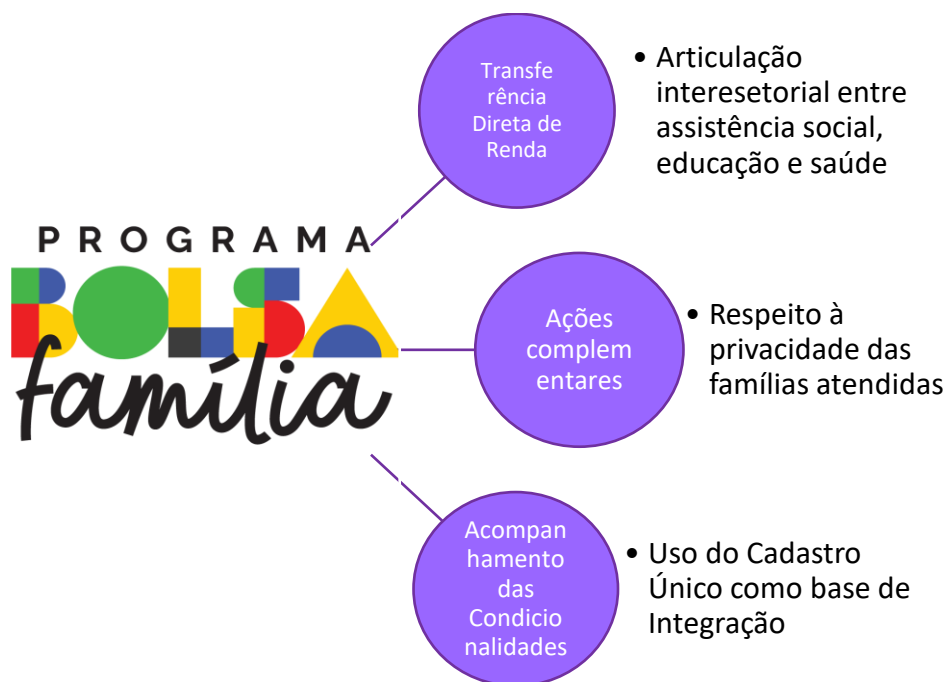 PROGRAMA
BOLSA
família
Transfe
rência
Direta de
Renda
• Articulação
interesetorial entre
assistência social,
educação e saúde
Ações
complem
entares
• Respeito à
privacidade das
famílias atendidas
Acompan
hamento
das
Condicio
nalidades
• Uso do Cadastro
Único como base de
Integração